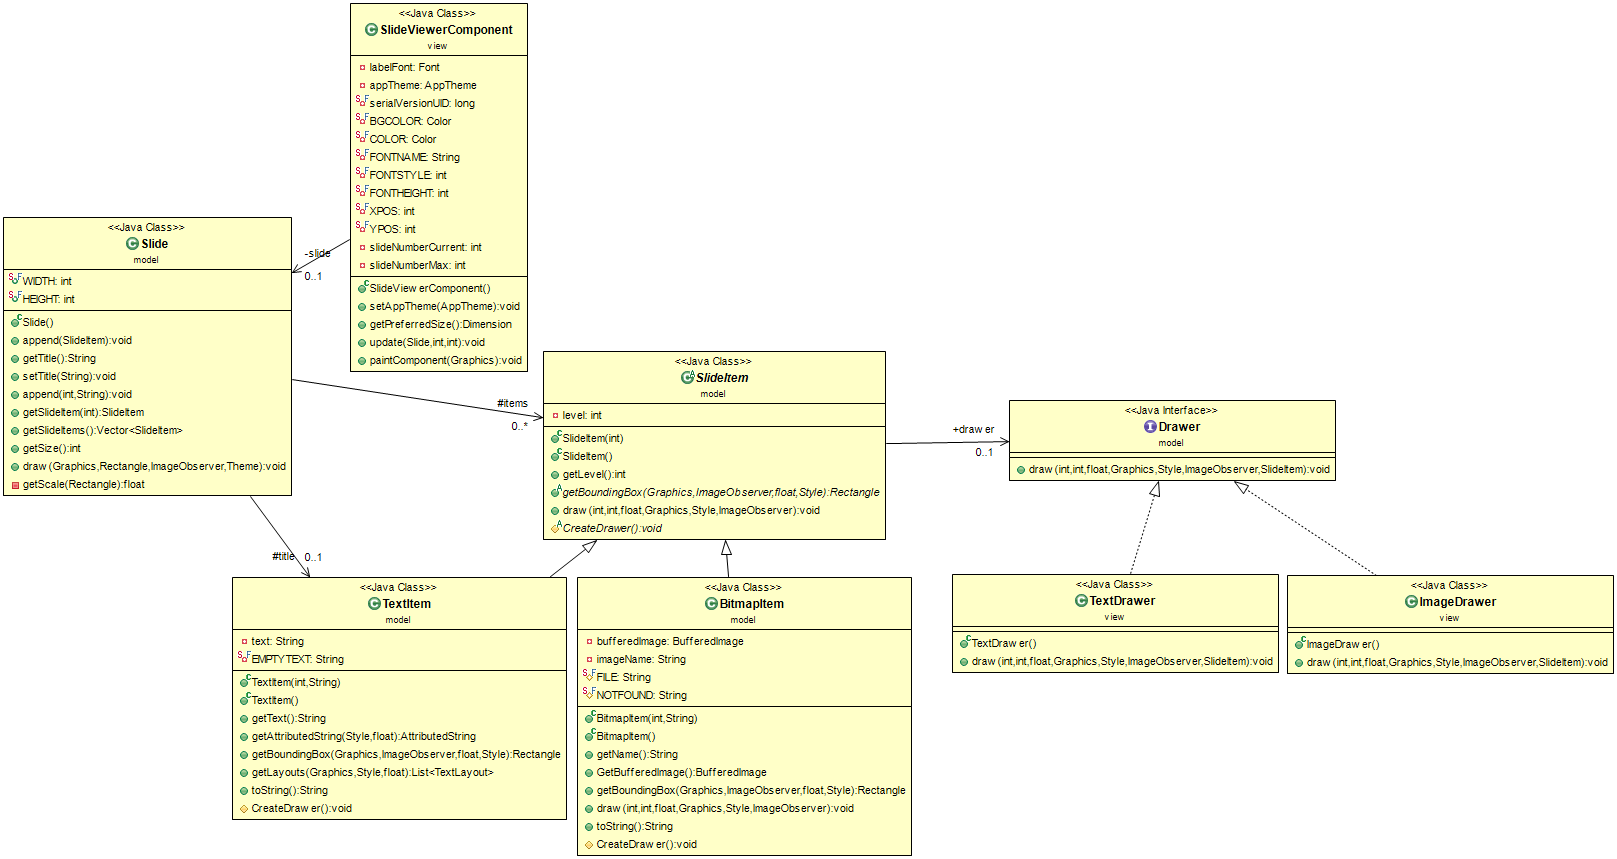 <<Java Class>>
SlideViewerComponent
view
labelFont: Font
appTheme: AppTheme
serialVersionUID: long
BGCOLOR: Color
COLOR: Color
FONTNAME: String
FONTSTYLE: int
FONTHEIGHT: int
XPOS: int
YPOS: int
slideNumberCurrent: int
slideNumberMax: int
SlideViewerComponent()
setAppTheme(AppTheme):void
getPreferredSize():Dimension
update(Slide,int,int):void
paintComponent(Graphics):void
-slide
0..1
<<Java Class>>
Slide
model
WIDTH: int
HEIGHT: int
Slide()
append(SlideItem):void
getTitle():String
setTitle(String):void
append(int,String):void
getSlideItem(int):SlideItem
getSlideItems():Vector<SlideItem>
getSize():int
draw(Graphics,Rectangle,ImageObserver,Theme):void
getScale(Rectangle):float
#items
0..*
#title 0..1
<<Java Class>>
SlideItem
model
level: int
SlideItem(int)
SlideItem()
getLevel():int
getBoundingBox(Graphics,ImageObserver,float,Style):Rectangle
draw(int,int,float,Graphics,Style,ImageObserver):void
CreateDrawer():void
+drawer
0..1
<<Java Interface>>
Drawer
model
draw(int,int,float,Graphics,Style,ImageObserver,SlideItem):void
<<Java Class>>
TextItem
model
text: String
EMPTYTEXT: String
TextItem(int,String)
TextItem()
getText():String
getAttributedString(Style,float):AttributedString
getBoundingBox(Graphics,ImageObserver,float,Style):Rectangle
getLayouts(Graphics,Style,float):List<TextLayout>
toString():String
CreateDrawer():void
<<Java Class>>
BitmapItem
model
bufferedImage: BufferedImage
imageName: String
FILE: String
NOTFOUND: String
BitmapItem(int,String)
BitmapItem()
getName():String
GetBufferedImage():BufferedImage
getBoundingBox(Graphics,ImageObserver,float,Style):Rectangle
draw(int,int,float,Graphics,Style,ImageObserver):void
toString():String
CreateDrawer():void
<<Java Class>>
TextDrawer
view
TextDrawer()
draw(int,int,float,Graphics,Style,ImageObserver,SlideItem):void
<<Java Class>>
ImageDrawer
view
ImageDrawer()
draw(int,int,float,Graphics,Style,ImageObserver,SlideItem):void